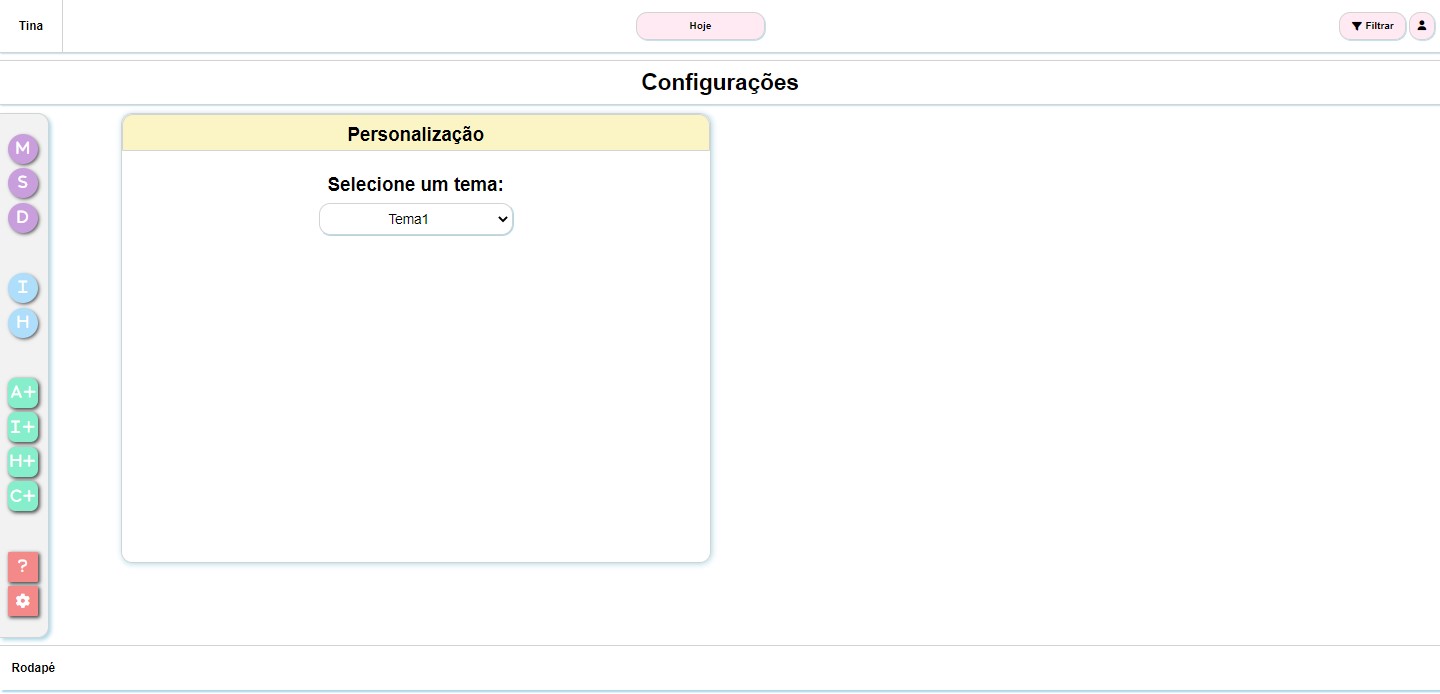 Tina
Hoje
Filtrar
Configurações
Personalização
Selecione um tema:
Tema1
M
S
D
I
H
A+
I+
H+
C+
?
Rodapé